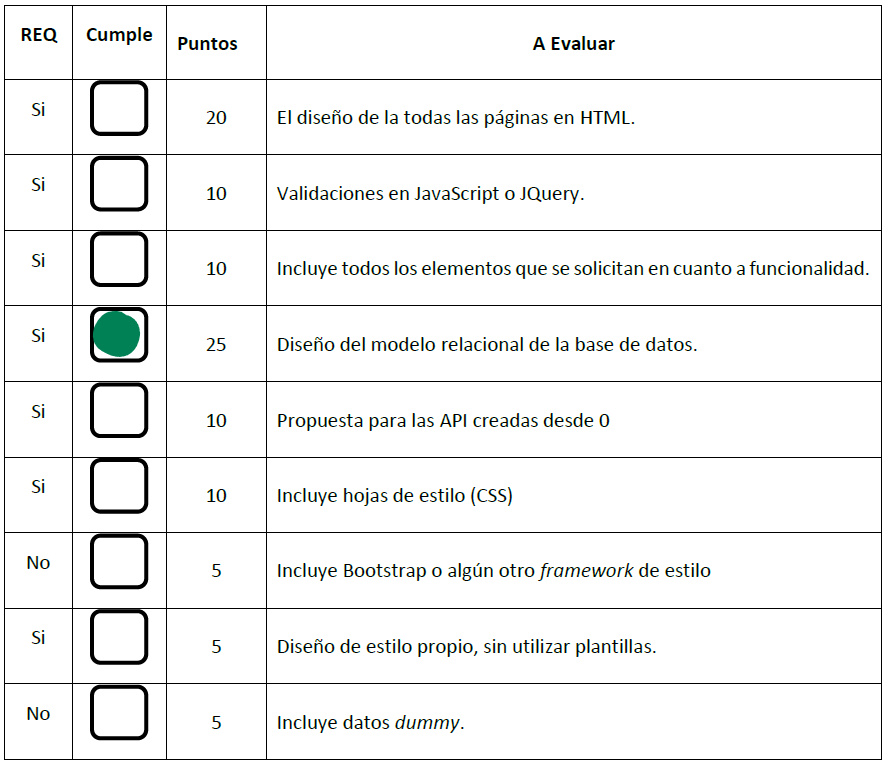 REQ Cumple Puntos A Evaluar
Si 20 El diseño de la todas las páginas en HTML.
Si 10 Validaciones en JavaScript o JQuery.
Si 10 Incluye todos los elementos que se solicitan en cuanto a funcionalidad.
Si 25 Diseño del modelo relacional de la base de datos.
Si 10 Propuesta para las API creadas desde 0
Si 10 Incluye hojas de estilo (CSS)
No 5 Incluye Bootstrap o algún otro framework de estilo
Si 5 Diseño de estilo propio, sin utilizar plantillas.
No 5 Incluye datos dummy.